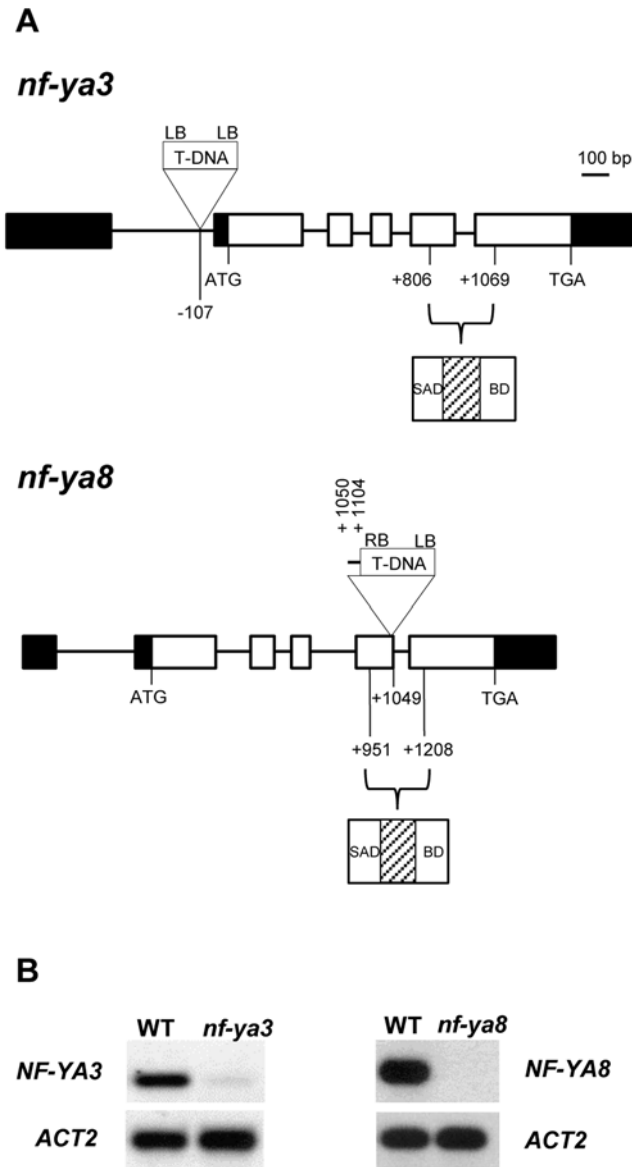 A
nf-ya3
LB LB
T-DNA
100 bp
ATG +806 +1069 TGA
-107
SAD BD
nf-ya8
+ 1050
+ 1104
RB LB
T-DNA
ATG +1049 TGA
+951 +1208
SAD BD
B
WT nf-ya3 WT nf-ya8
NF-YA3 NF-YA8
ACT2 ACT2